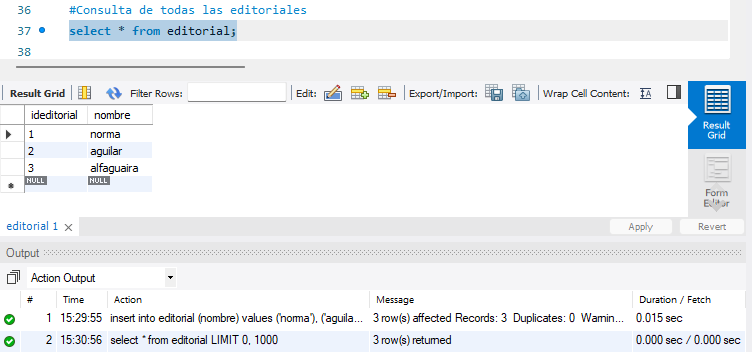 36 #Consulta de todas las editoriales
37 select * from editorial;
38
Result Grid Filter Rows: Edit: Export/Import: Wrap Cell Content: IA
ideditorial nombre
1 norma
2 aguilar
3 alfaguaira
NULL NULL
Result Grid
Form Editor
editorial 1 Apply Revert
Output
Action Output
# Time Action Message Duration / Fetch
1 15:29:55 insert into editorial (nombre) values ('norma'), ('aguila... 3 row(s) affected Records: 3 Duplicates: 0 Warnin... 0.015 sec
2 15:30:56 select * from editorial LIMIT 0, 1000 3 row(s) returned 0.000 sec / 0.000 sec